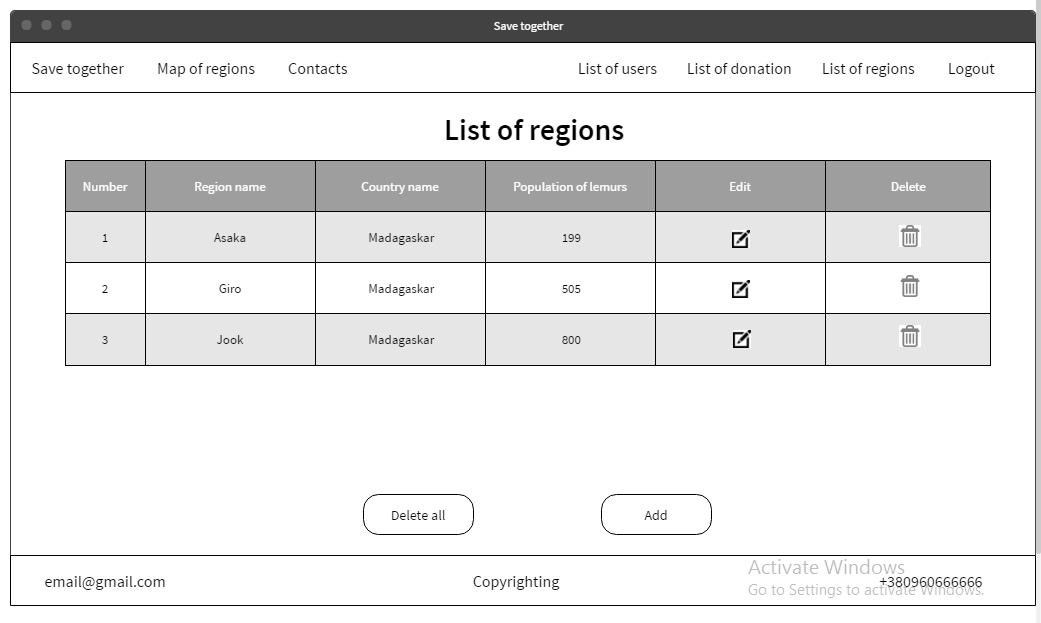 Save together
Save together Map of regions Contacts List of users List of donation List of regions Logout
List of regions
Number Region name Country name Population of lemurs Edit Delete
1 Asaka Madagaskar 199
2 Giro Madagaskar 505
3 Jook Madagaskar 800
Delete all Add
Activate Windows
email@gmail.com Copyrighting +380960666666
Go to Settings to activate Windows.